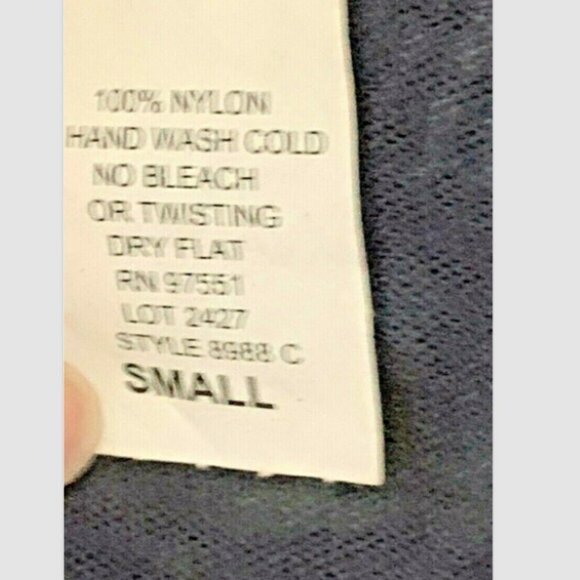 100% NYLON
HAND WASH COLD
NO BLEACH
OR TWISTING
DRY FLAT
RN 97551
LOT 2427
STYLE 8988 C
SMALL